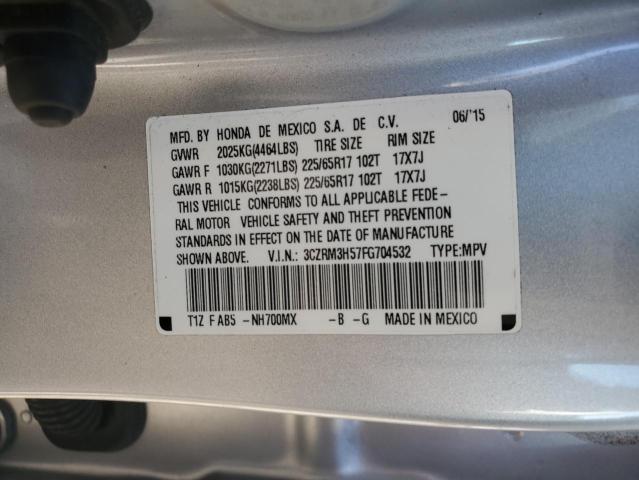 MFD. BY HONDA DE MEXICO S.A. DE C.V. 06/'15
GVWR 2025KG(4464LBS) TIRE SIZE RIM SIZE
GAWR F 1030KG(2271LBS) 225/65R17 102T 17X7J
GAWR R 1015KG(2238LBS) 225/65R17 102T 17X7J
THIS VEHICLE CONFORMS TO ALL APPLICABLE FEDE-
RAL MOTOR VEHICLE SAFETY AND THEFT PREVENTION
STANDARDS IN EFFECT ON THE DATE OF MANUFACTURE
SHOWN ABOVE. V.I.N.: 3CZRM3H57FG704532 TYPE:MPV
T1Z F AB5 -NH700MX -B -G MADE IN MEXICO